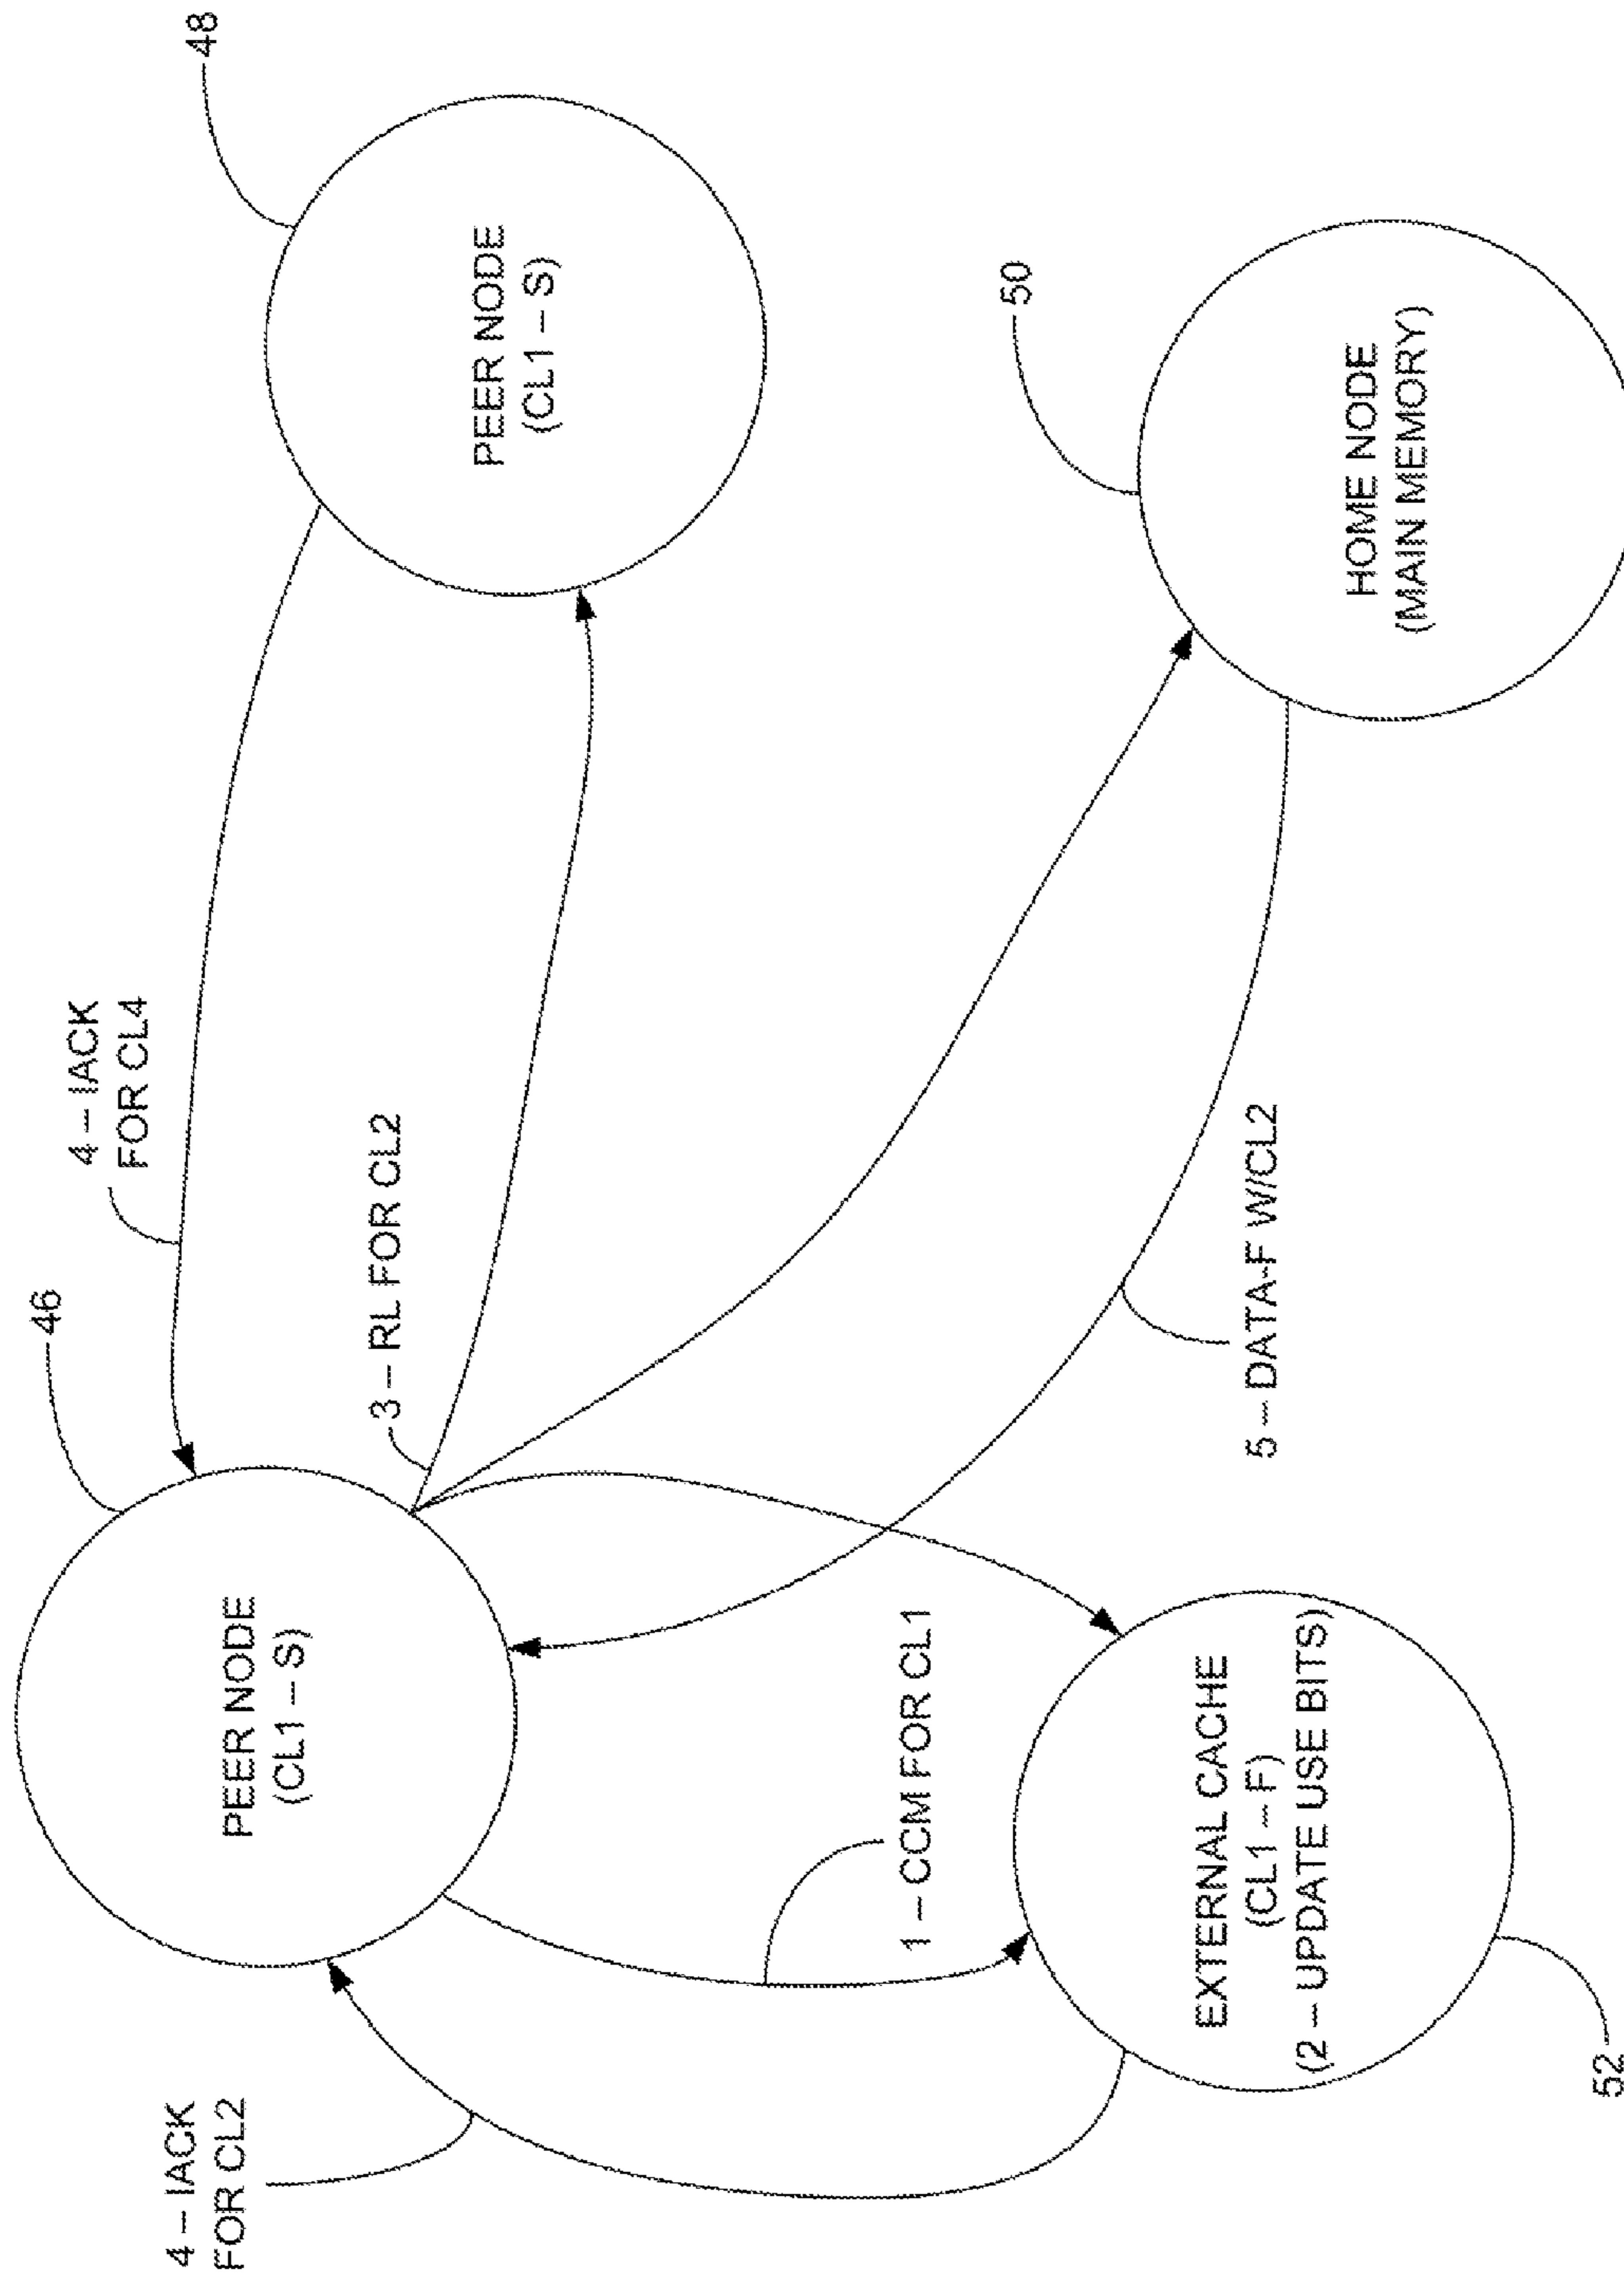 4 – IACK
FOR CL2
46
4 – IACK
FOR CL4
48
PEER NODE
(CL1 – S)
3 – RL FOR CL2
PEER NODE
(CL1 – S)
1 – CCM FOR CL1
50
EXTERNAL CACHE
(CL1 – F)
(2 – UPDATE USE BITS)
5 – DATA-F W/CL2
HOME NODE
(MAIN MEMORY)
52